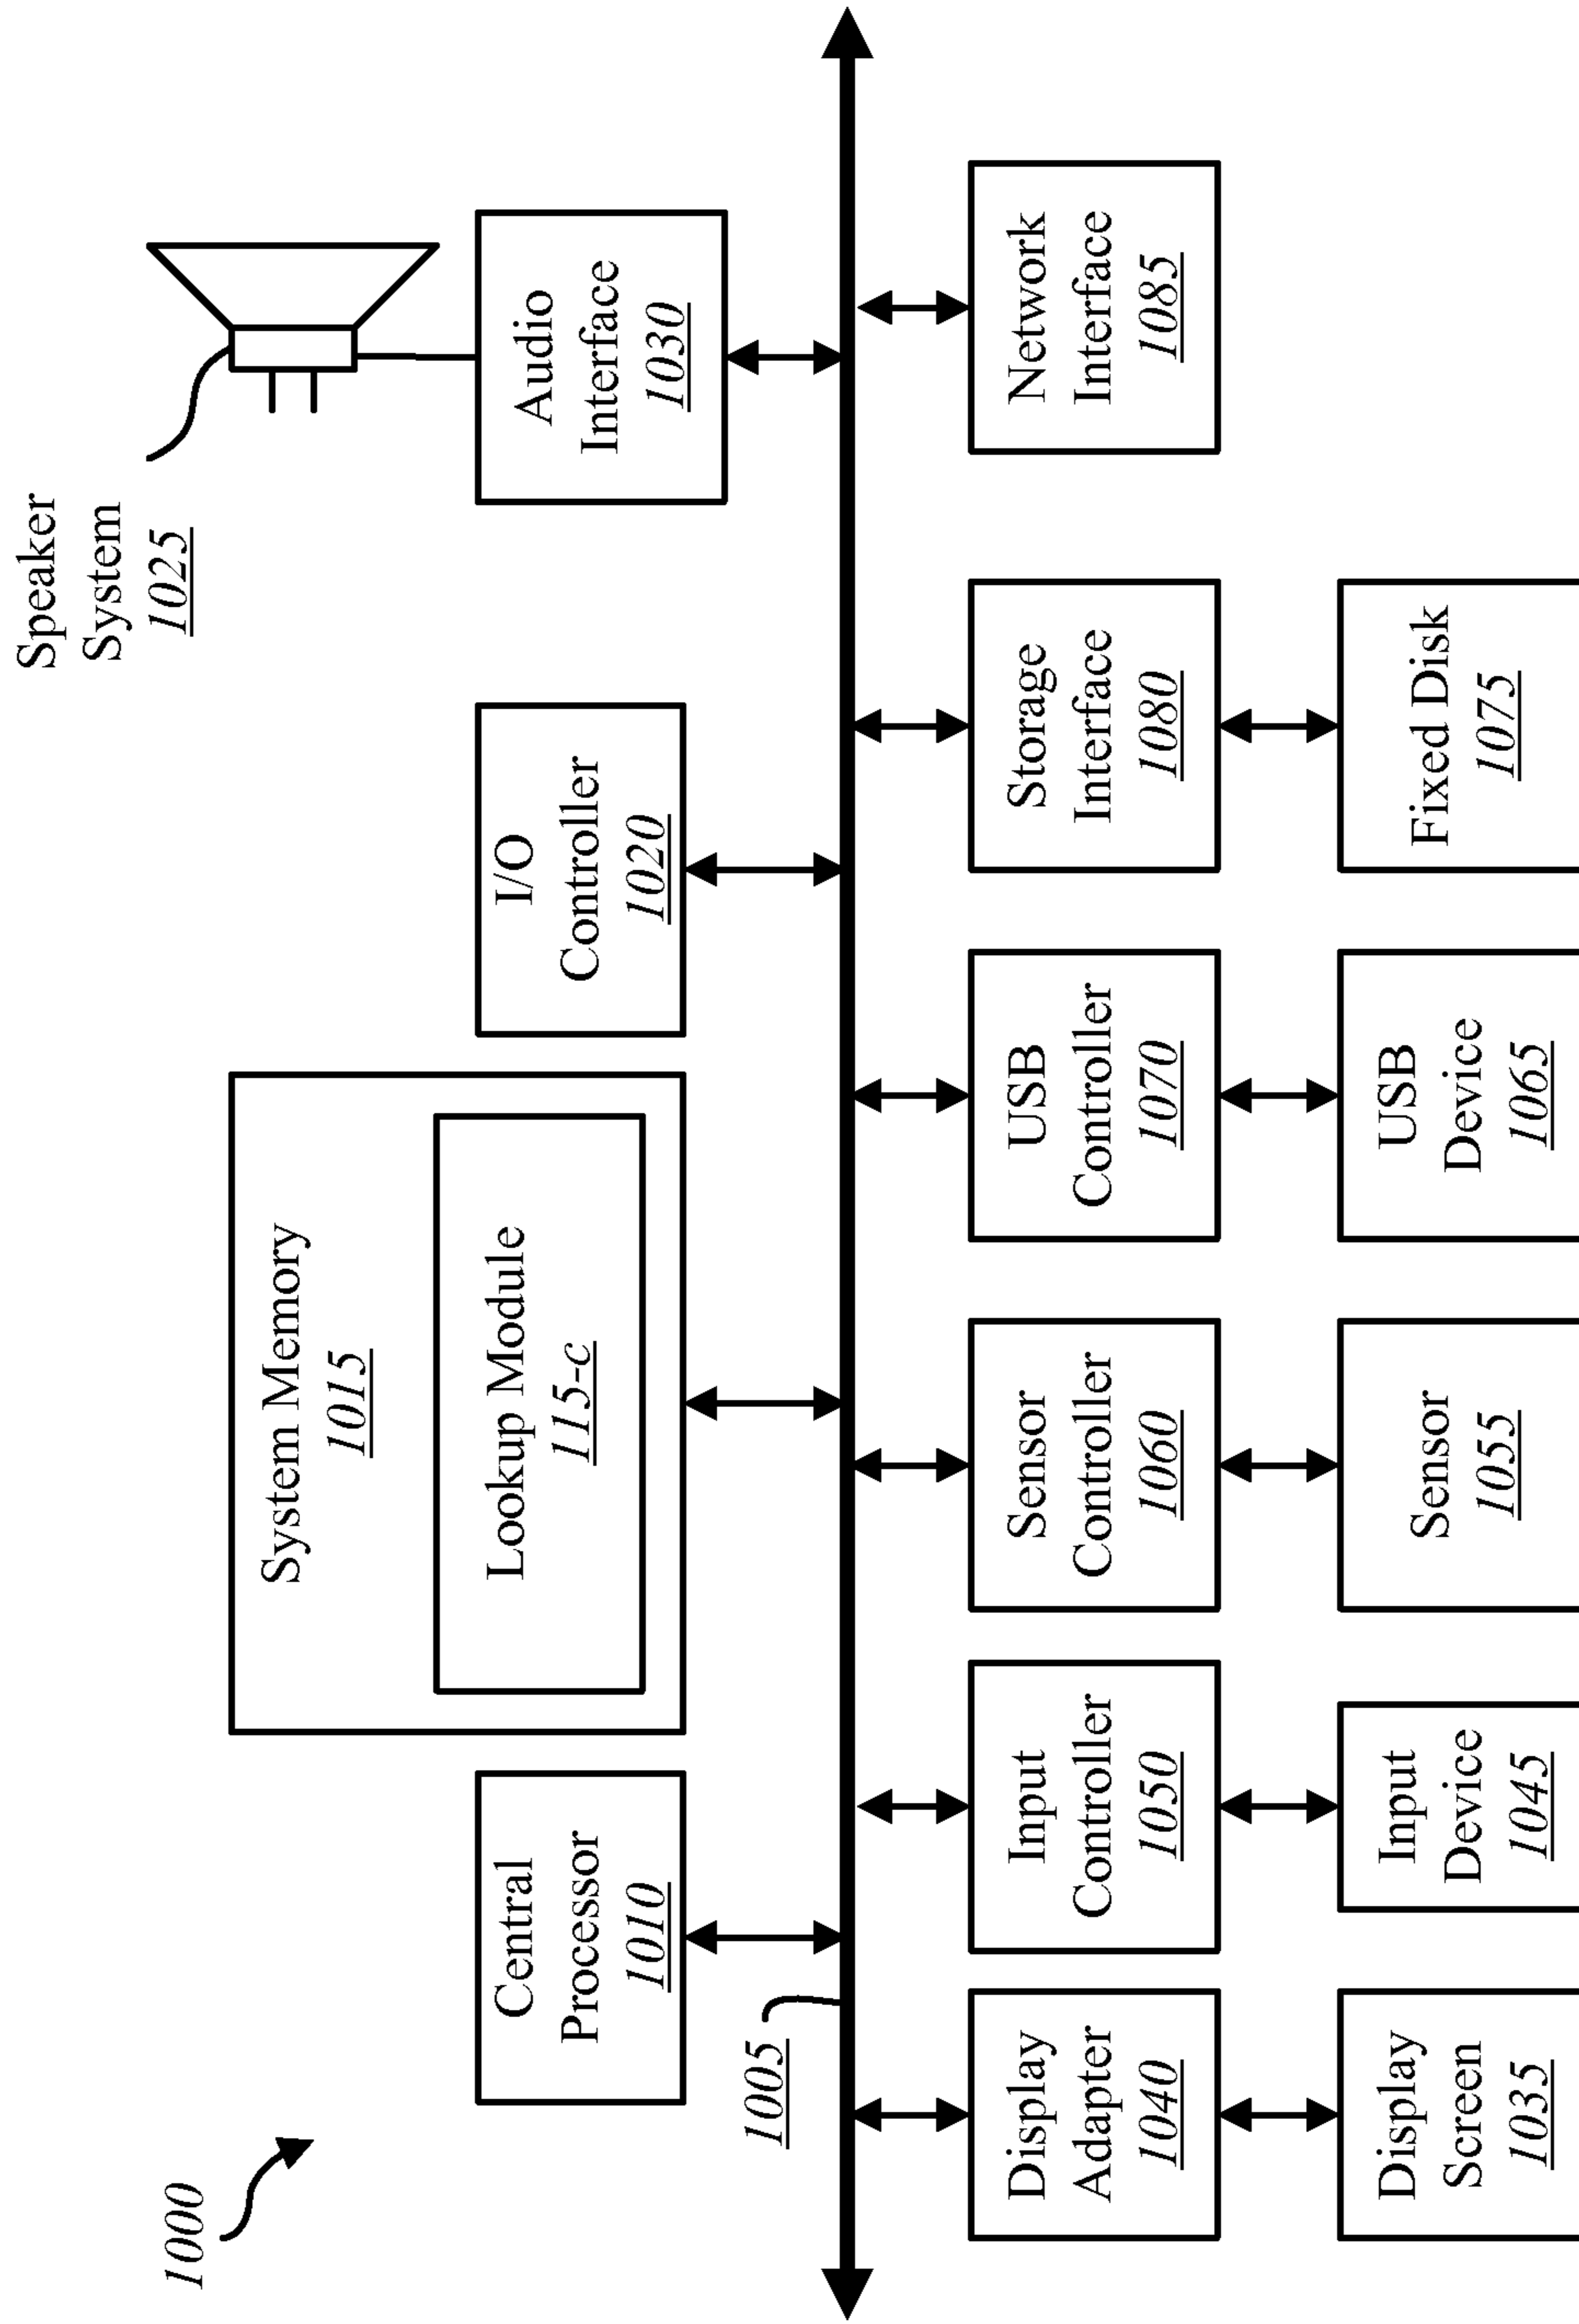 1000
Speaker
System
1025
Central
Processor
1010
System Memory
1015
Lookup Module
115-c
I/O
Controller
1020
Audio
Interface
1030
1005
Display
Adapter
1040
Input
Controller
1050
Sensor
Controller
1060
USB
Controller
1070
Storage
Interface
1080
Network
Interface
1085
Display
Screen
1035
Input
Device
1045
Sensor
1055
USB
Device
1065
Fixed Disk
1075